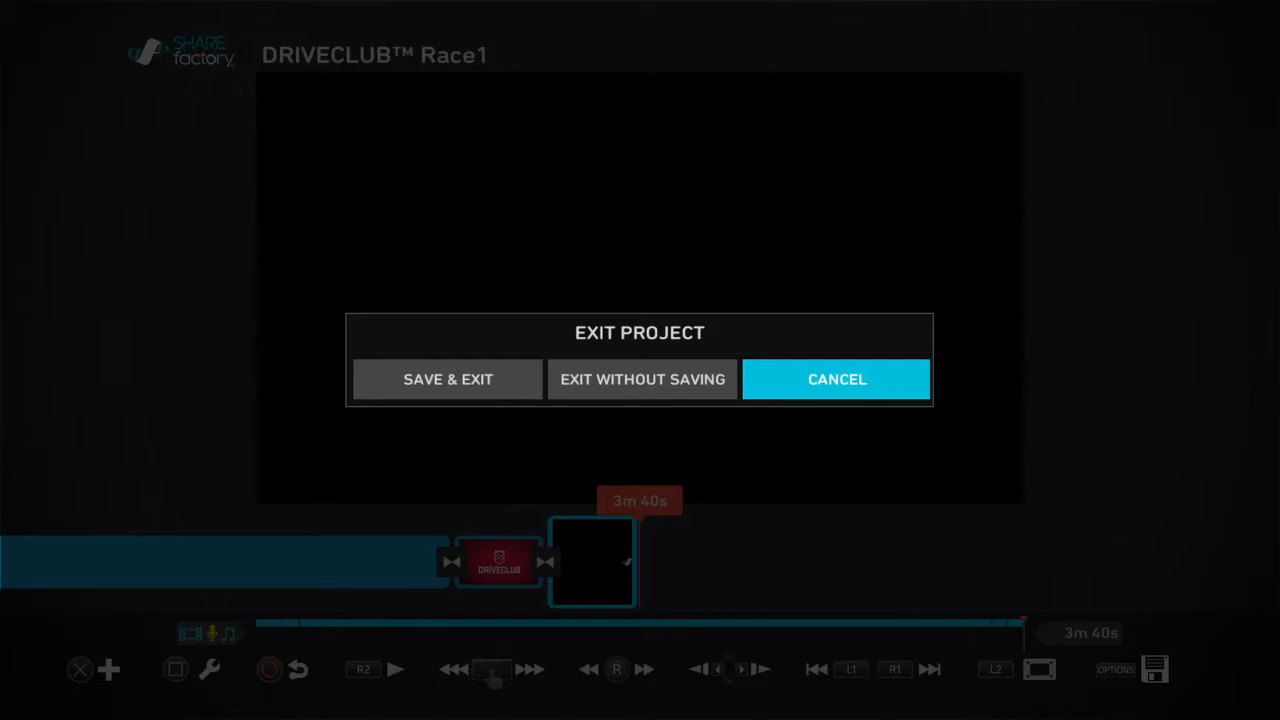 SHARE
factory
DRIVECLUB™ Race1
EXIT PROJECT
SAVE & EXIT
EXIT WITHOUT SAVING
CANCEL
3m 40s
DRIVECLUB
3m 40s
R2
R
L1
R1
L2
OPTIONS